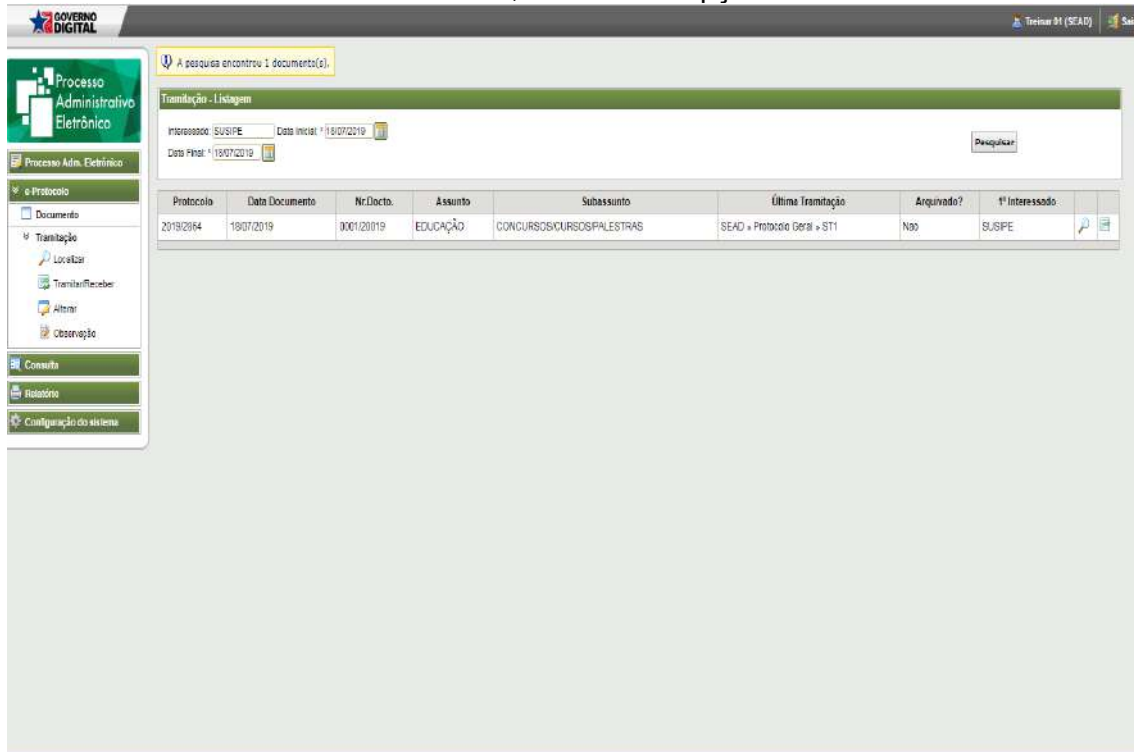 GOVERNO
DIGITAL
Treinar 01 (SEAD)
Processo
Administrativo
Eletrônico
Processo Adm. Eletrônico
e-Protocolo
Documento
Tramitação
Localizar
Tramitar/Receber
Alterar
Observação
Consulta
Relatório
Configuração do sistema
A pesquisa encontrou 1 documento(s).
Tramitação - Listagem
Interessado: SUSIPE Data Inicial: * 18/07/2019
Data Final: * 18/07/2019
Pesquisar
Protocolo Data Documento Nr.Docto. Assunto Subassunto Última Tramitação Arquivado? 1º Interessado
2019/2864 18/07/2019 0001/20019 EDUCAÇÃO CONCURSOS/CURSOS/PALESTRAS SEAD » Protocolo Geral » ST1 Nao SUSIPE